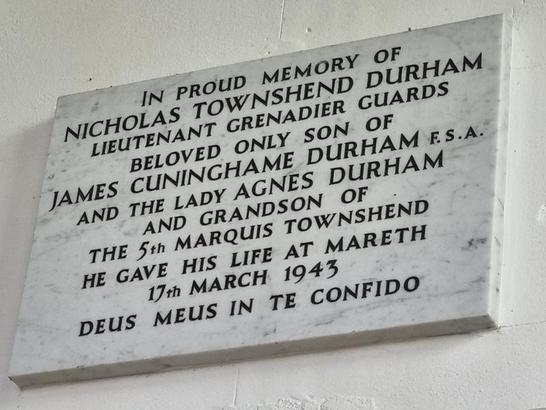 IN PROUD MEMORY OF
NICHOLAS TOWNSHEND DURHAM
LIEUTENANT GRENADIER GUARDS
BELOVED ONLY SON OF
JAMES CUNINGHAME DURHAM F.S.A.
AND THE LADY AGNES DURHAM
AND GRANDSON OF
THE 5th MARQUIS TOWNSHEND
HE GAVE HIS LIFE AT MARETH
17th MARCH 1943
DEUS MEUS IN TE CONFIDO